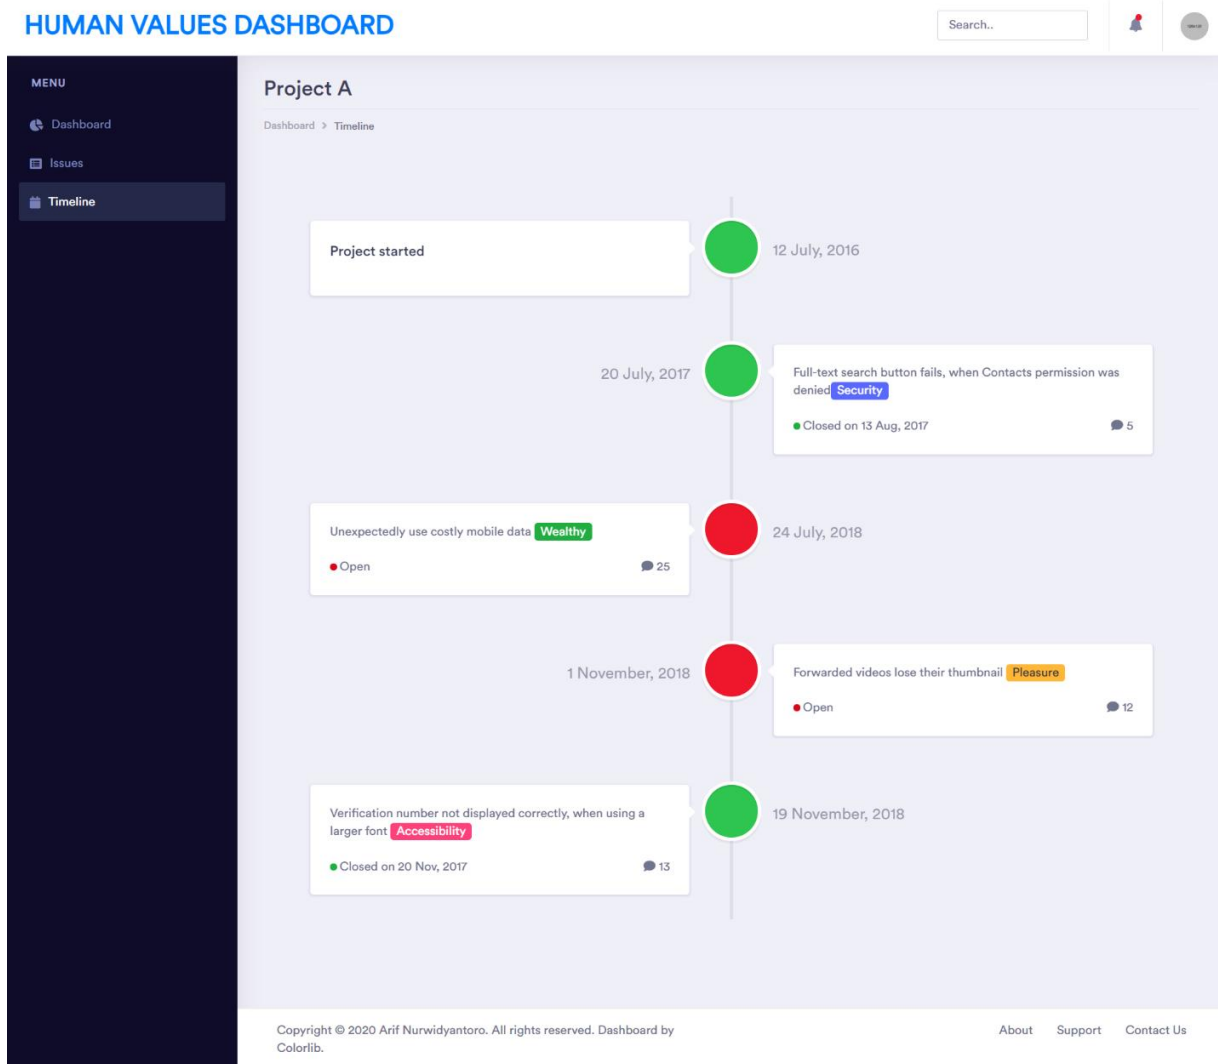 HUMAN VALUES DASHBOARD
Search..
MENU
Dashboard
Issues
Timeline
Project A
Dashboard > Timeline
Project started
12 July, 2016
20 July, 2017
Full-text search button fails, when Contacts permission was
denied Security
Closed on 13 Aug, 2017 5
Unexpectedly use costly mobile data Wealthy
Open 25
24 July, 2018
1 November, 2018
Forwarded videos lose their thumbnail Pleasure
Open 12
Verification number not displayed correctly, when using a
larger font Accessibility
Closed on 20 Nov, 2017 13
19 November, 2018
Copyright © 2020 Arif Nurwidyantoro. All rights reserved. Dashboard by
Colorlib.
About Support Contact Us